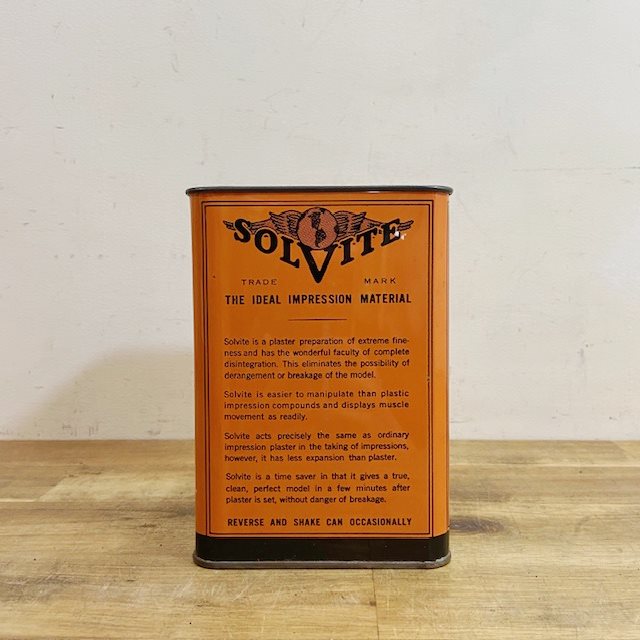 SOLVITE
TRADE MARK
THE IDEAL IMPRESSION MATERIAL
Solvite is a plaster preparation of extreme fine-
ness and has the wonderful faculty of complete
disintegration. This eliminates the possibility of
derangement or breakage of the model.
Solvite is easier to manipulate than plastic
impression compounds and displays muscle
movement as readily.
Solvite acts precisely the same as ordinary
impression plaster in the taking of impressions,
however, it has less expansion than plaster.
Solvite is a time saver in that it gives a true,
clean, perfect model in a few minutes after
plaster is set, without danger of breakage.
REVERSE AND SHAKE CAN OCCASIONALLY